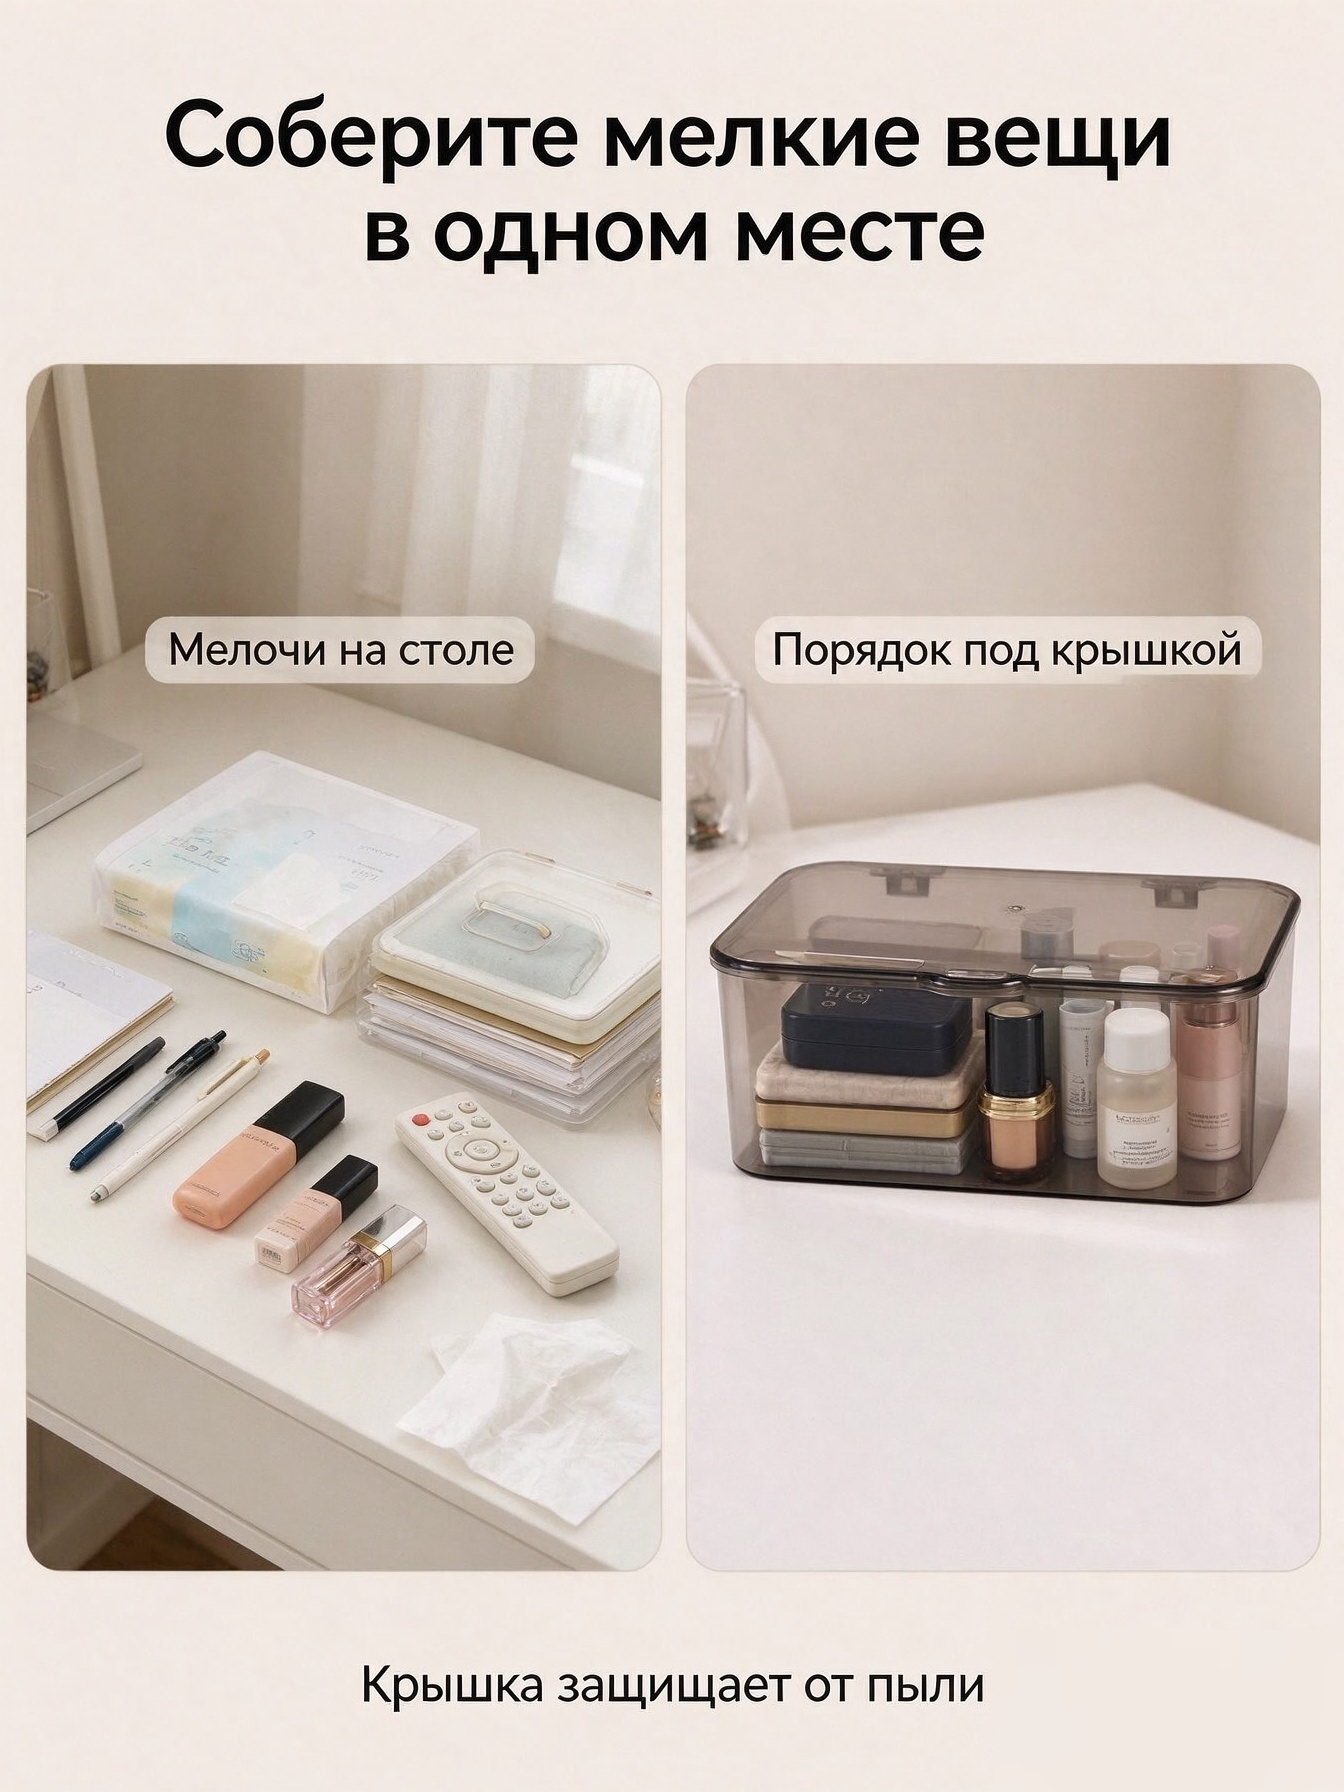 Соберите мелкие вещи
в одном месте
Мелочи на столе
Порядок под крышкой
Крышка защищает от пыли